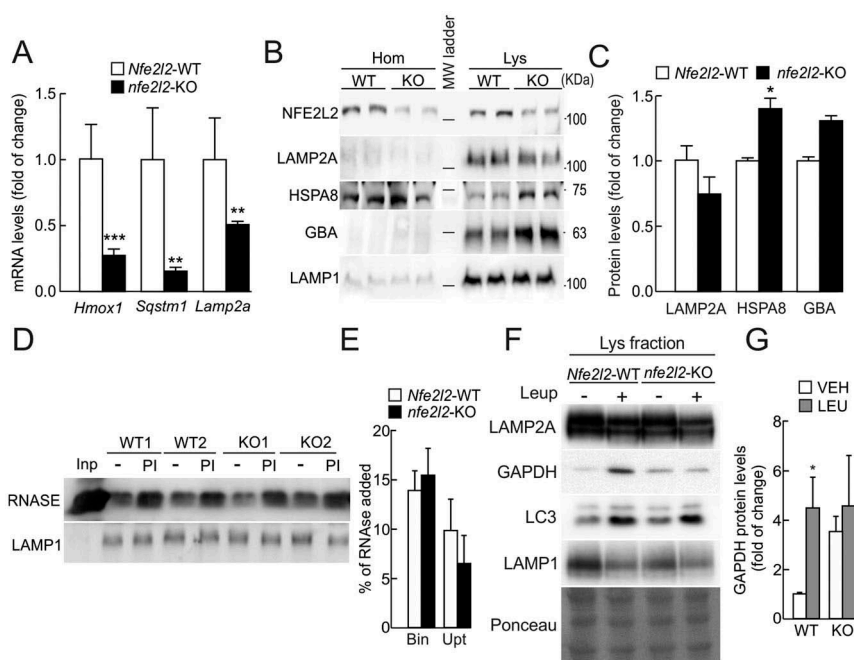 A
Nfe2l2-WT
nfe2l2-KO
mRNA levels (fold of change)
1.5
1.0
0.5
0.0
***
**
**
Hmox1 Sqstm1 Lamp2a
B
Hom MW ladder Lys
WT KO WT KO (KDa)
NFE2L2 -100
LAMP2A -100
HSPA8 -75
GBA - 63
LAMP1 -100
C
Nfe2l2-WT nfe2l2-KO
Protein levels (fold of change)
1.5
1.0
0.5
0.0
*
LAMP2A HSPA8 GBA
D
WT1 WT2 KO1 KO2
Inp - PI - PI - PI - PI
RNASE
LAMP1
E
Nfe2l2-WT
nfe2l2-KO
% of RNAse added
20
15
10
5
0
Bin Upt
F
Lys fraction
Nfe2l2-WT nfe2l2-KO
Leup - + - +
LAMP2A
GAPDH
LC3
LAMP1
Ponceau
G
VEH
LEU
GAPDH protein levels
(fold of change)
8
6
4
2
0
*
WT KO